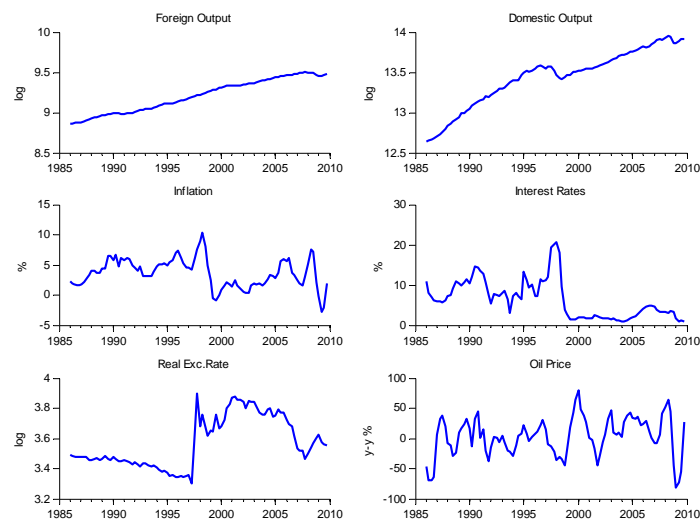 Foreign Output
10
9.5
9
8.5
log
1985 1990 1995 2000 2005 2010
Domestic Output
14
13.5
13
12.5
log
1985 1990 1995 2000 2005 2010
Inflation
15
10
5
0
-5
%
1985 1990 1995 2000 2005 2010
Interest Rates
30
20
10
0
%
1985 1990 1995 2000 2005 2010
Real Exc.Rate
4
3.8
3.6
3.4
3.2
log
1985 1990 1995 2000 2005 2010
Oil Price
100
50
0
-50
-100
y-y %
1985 1990 1995 2000 2005 2010